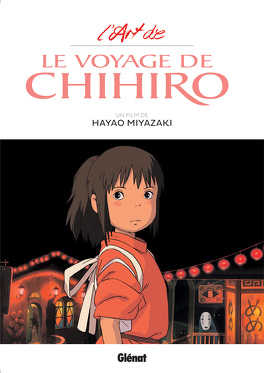 l'Art de
LE VOYAGE DE
CHIHIRO
UN FILM DE
HAYAO MIYAZAKI
Glénat